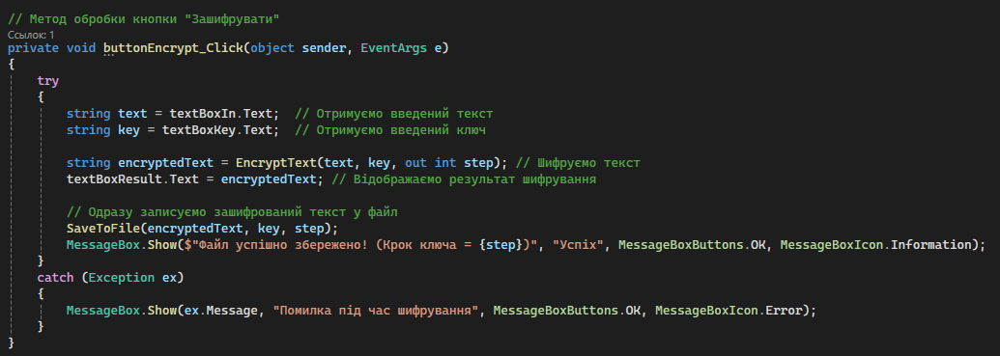 // Метод обробки кнопки "Зашифрувати"
Ссылок: 1
private void buttonEncrypt_Click(object sender, EventArgs e)
{
try
{
string text = textBoxIn.Text; // Отримуємо введений текст
string key = textBoxKey.Text; // Отримуємо введений ключ
string encryptedText = EncryptText(text, key, out int step); // Шифруємо текст
textBoxResult.Text = encryptedText; // Відображаємо результат шифрування
// Одразу записуємо зашифрований текст у файл
SaveToFile(encryptedText, key, step);
MessageBox.Show($"Файл успішно збережено! (Крок ключа = {step})", "Успіх", MessageBoxButtons.OK, MessageBoxIcon.Information);
}
catch (Exception ex)
{
MessageBox.Show(ex.Message, "Помилка під час шифрування", MessageBoxButtons.OK, MessageBoxIcon.Error);
}
}